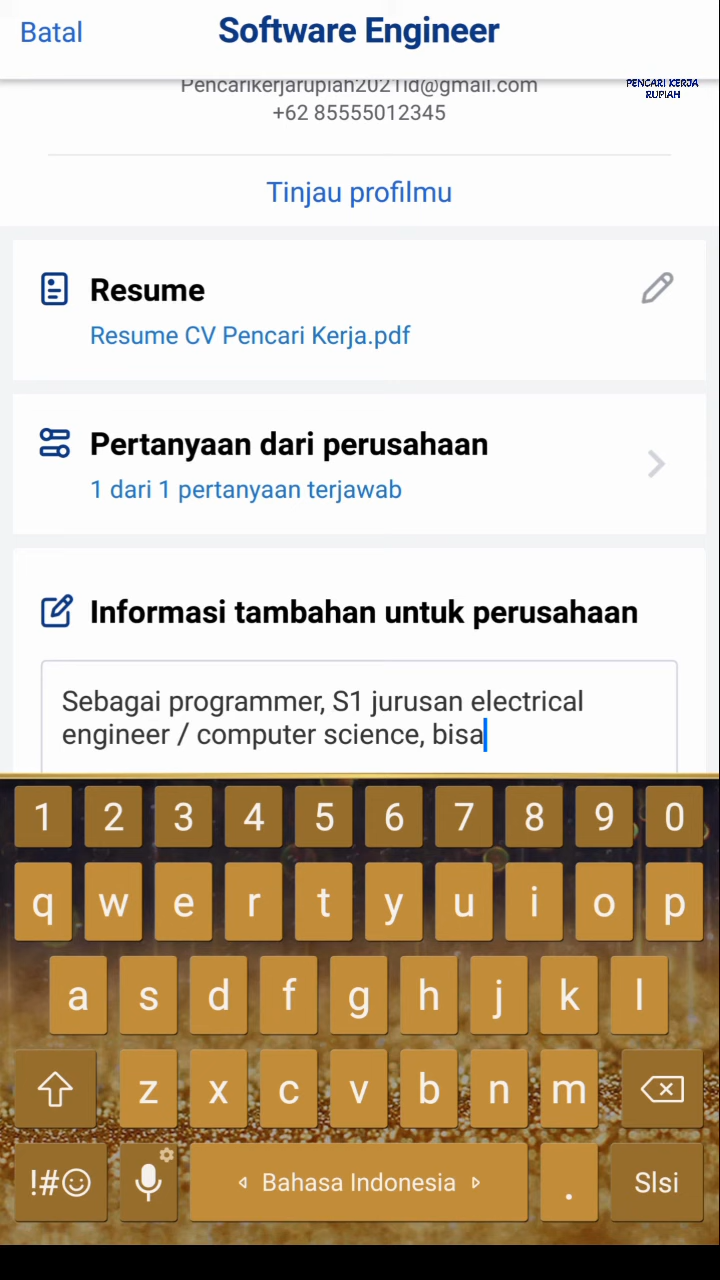 Batal
Software Engineer
Pencarikerjarupiah2021id@gmail.com
PENCARI KERJA
RUPIAH
+62 85555012345
Tinjau profilmu
Resume
Resume CV Pencari Kerja.pdf
Pertanyaan dari perusahaan
1 dari 1 pertanyaan terjawab
Informasi tambahan untuk perusahaan
Sebagai programmer, S1 jurusan electrical
engineer / computer science, bisa
1 2 3 4 5 6 7 8 9 0
q w e r t y u i o p
a s d f g h j k l
z x c v b n m
!#☺ Bahasa Indonesia . Slsi